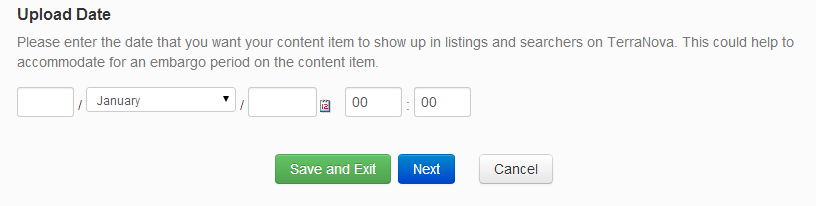 Upload Date
Please enter the date that you want your content item to show up in listings and searchers on TerraNova. This could help to
accommodate for an embargo period on the content item.
/ January / 00 : 00
Save and Exit Next Cancel